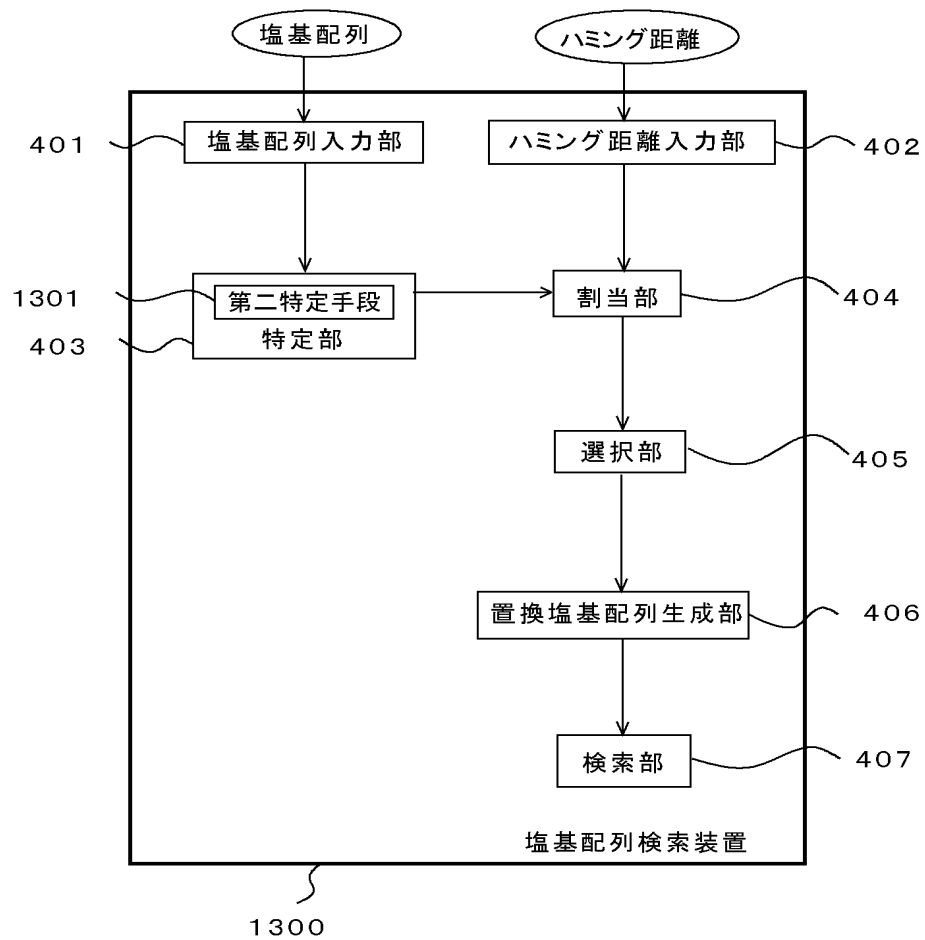 塩基配列
ハミング距離
401
塩基配列入力部
ハミング距離入力部
402
1301
第二特定手段
特定部
403
割当部
404
選択部
405
置換塩基配列生成部
406
検索部
407
塩基配列検索装置
1300